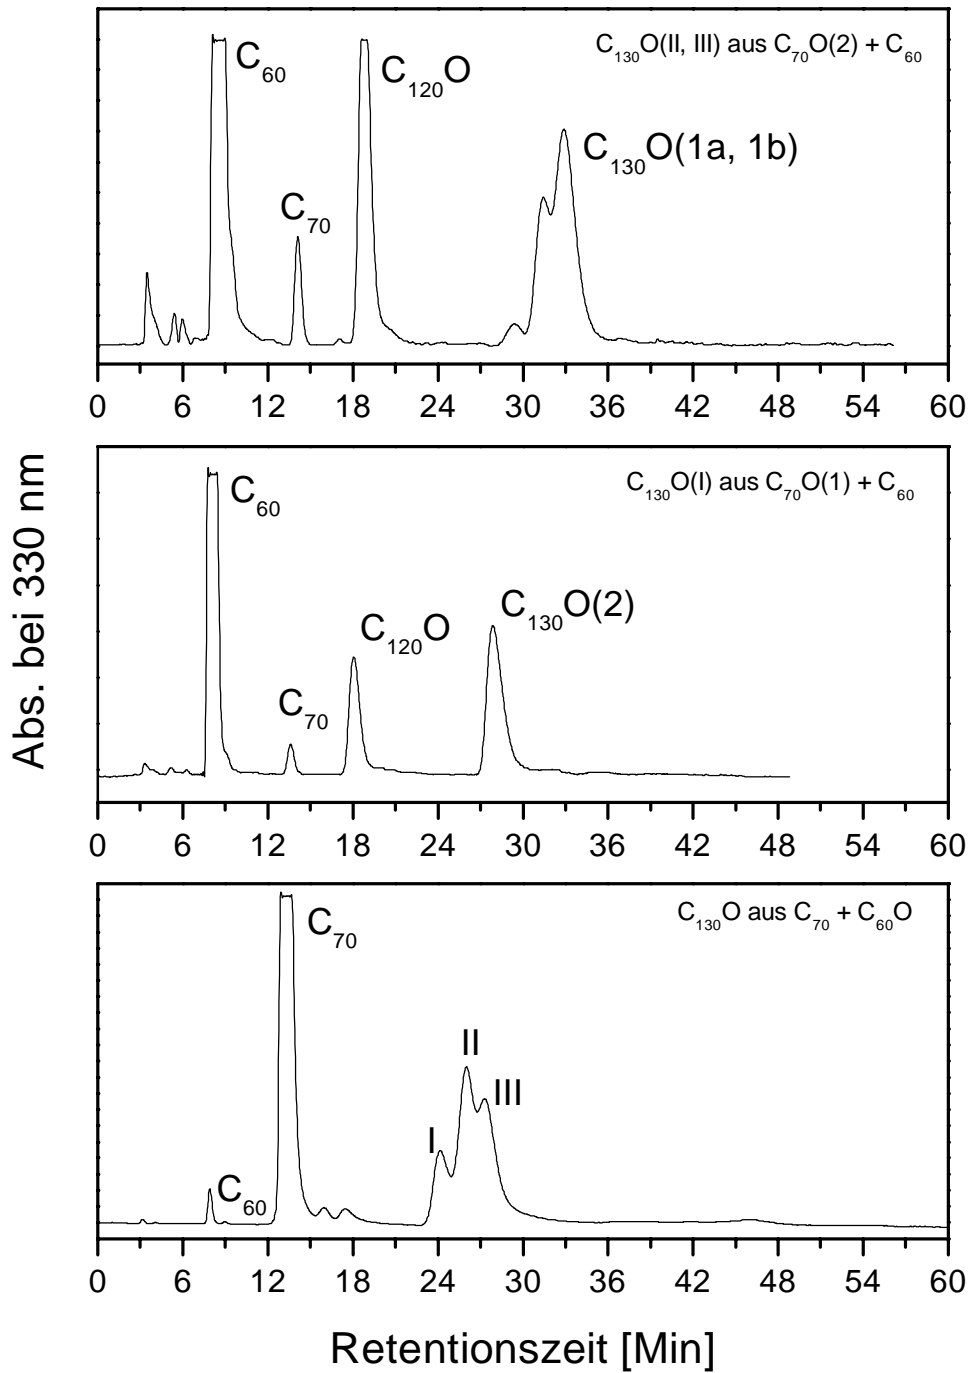 C60
C120O
C130O(II, III) aus C70O(2) + C60
C130O(1a, 1b)
C70
0 6 12 18 24 30 36 42 48 54 60
C60
C130O(I) aus C70O(1) + C60
C130O(2)
C120O
C70
0 6 12 18 24 30 36 42 48 54 60
Abs. bei 330 nm
C70
C130O aus C70 + C60O
II
III
I
C60
0 6 12 18 24 30 36 42 48 54 60
Retentionszeit [Min]